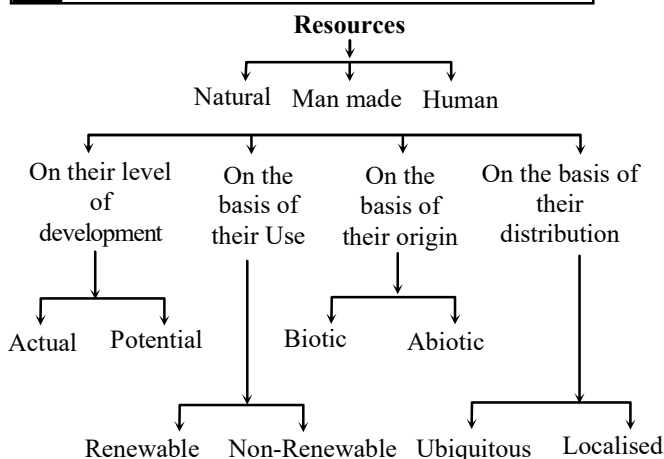 Resources
Natural Man made Human
On their level
of
development
On the
basis of
their Use
On the
basis of
their origin
On the basis of
their
distribution
Actual Potential
Biotic Abiotic
Renewable Non-Renewable Ubiquitous Localised